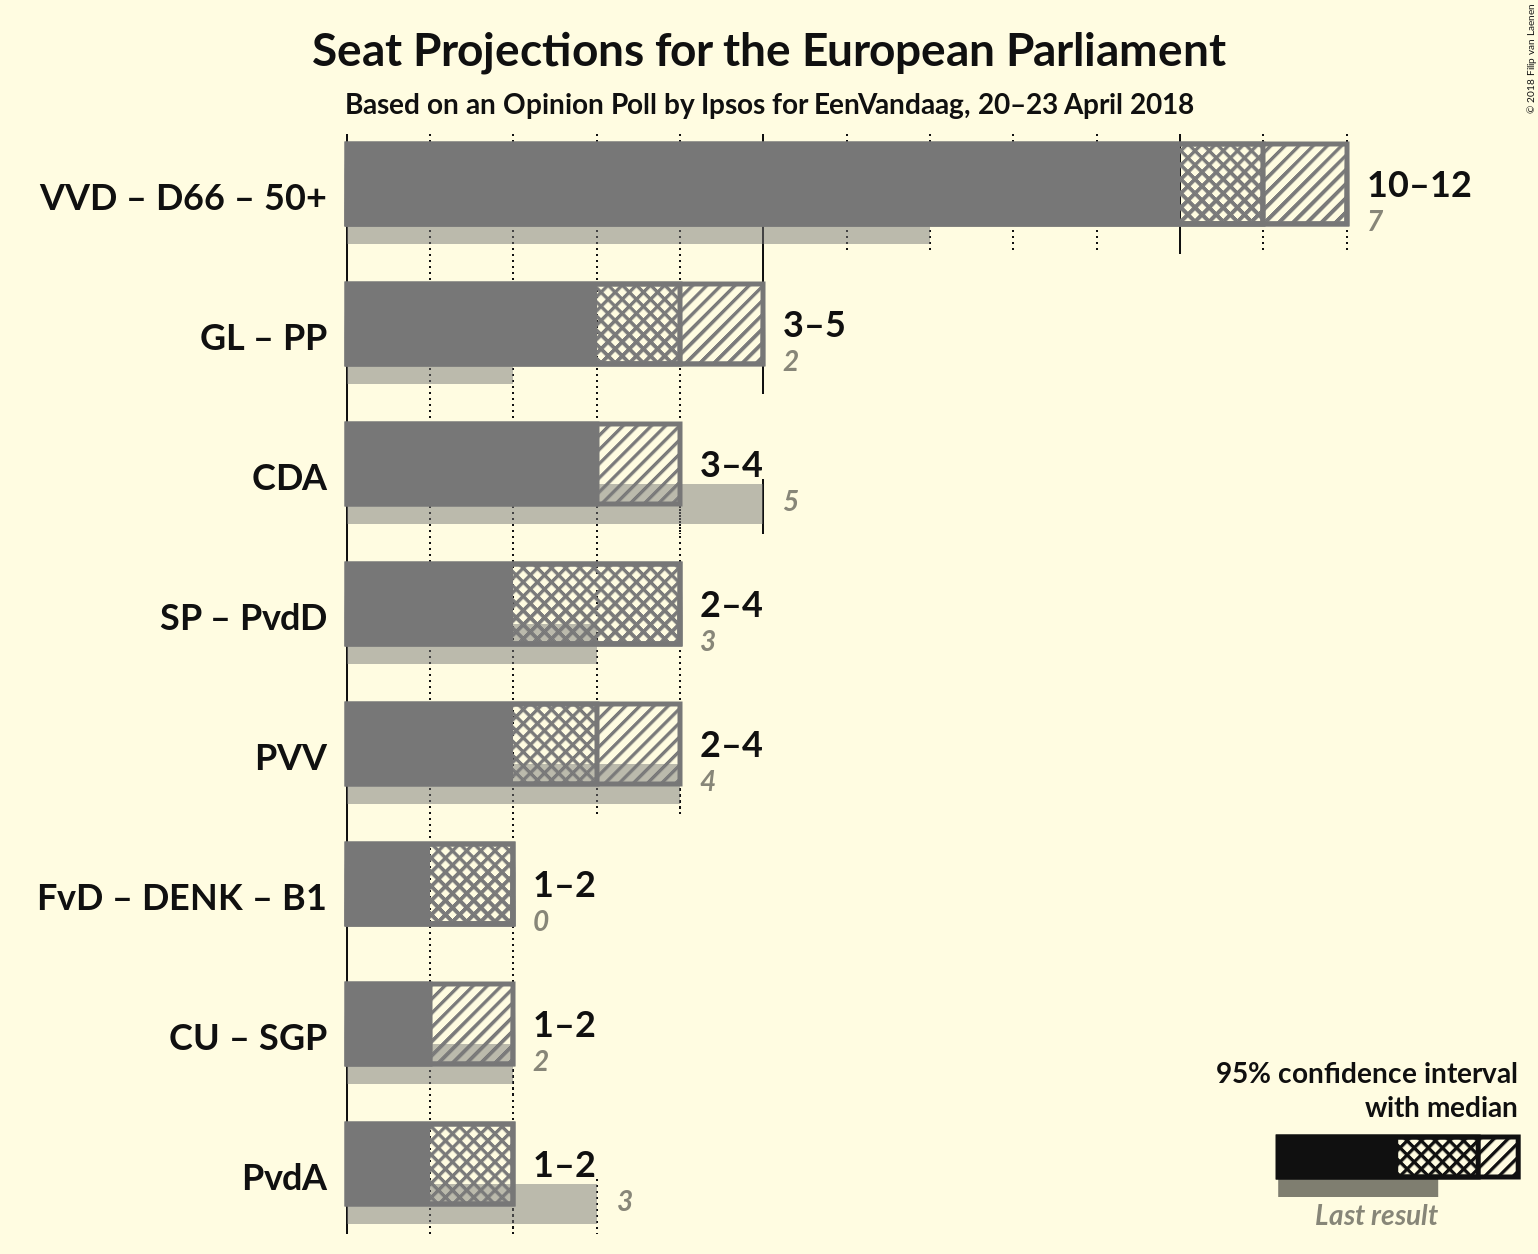 Seat Projections for the European Parliament
Based on an Opinion Poll by Ipsos for EenVandaag, 20–23 April 2018
© 2018 Filip van Laenen
VVD – D66 – 50+
10–12
7
GL – PP
3–5
2
CDA
3–4
5
SP – PvdD
2–4
3
PVV
2–4
4
FvD – DENK – B1
1–2
0
CU – SGP
1–2
2
PvdA
1–2
3
95% confidence interval
with median
Last result